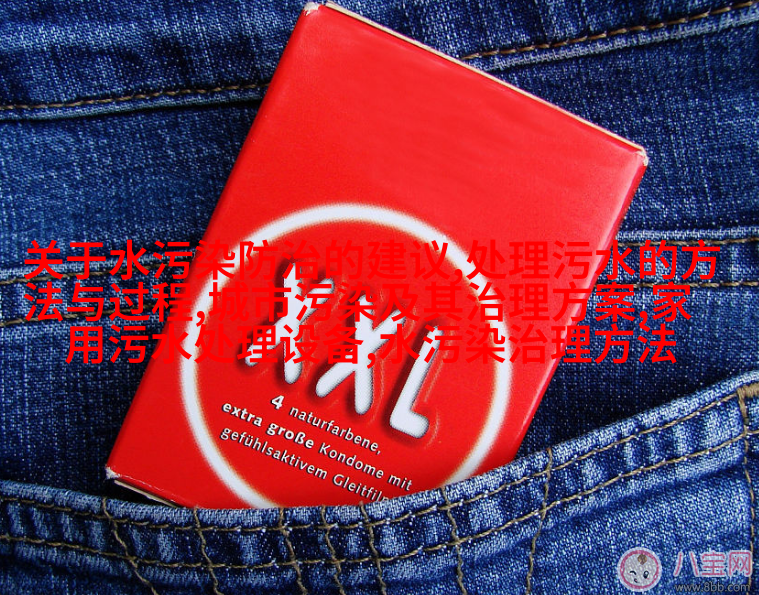 关于水污染防治的建议,处理污水的方
法与过程,城市污染及其治理方案,家
用污水处理设备,水污染治理方法
XXL
4 naturfarbene,
extra große Kondome mit
gefühlsaktivem Gleitfil
八宝网
www.8bb.com